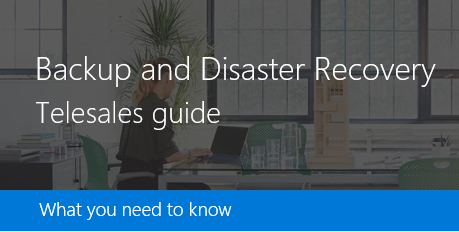 Backup and Disaster Recovery
Telesales guide
What you need to know